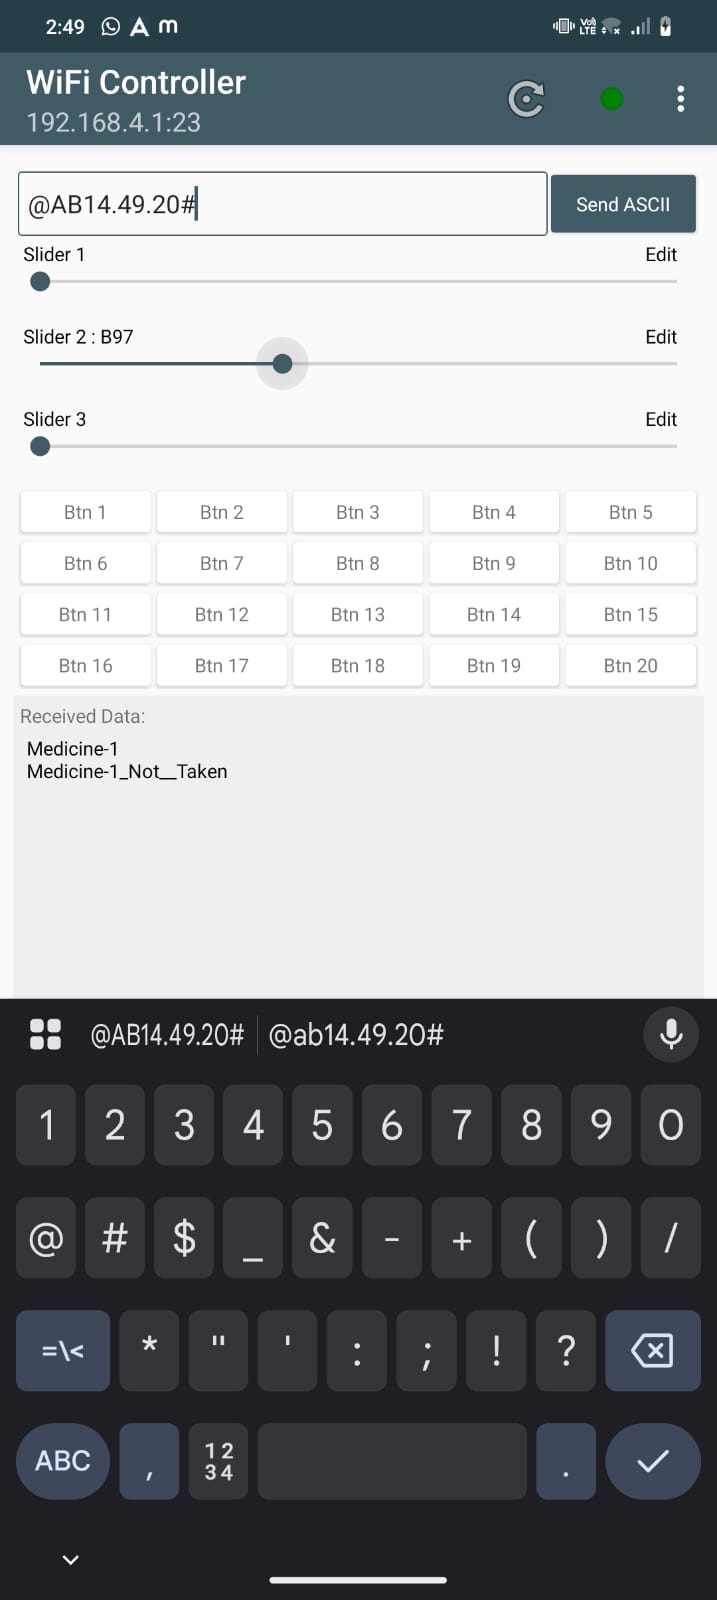 2:49
Vo) LTE
WiFi Controller
192.168.4.1:23
@AB14.49.20#
Send ASCII
Slider 1 Edit
Slider 2 : B97 Edit
Slider 3 Edit
Btn 1 Btn 2 Btn 3 Btn 4 Btn 5
Btn 6 Btn 7 Btn 8 Btn 9 Btn 10
Btn 11 Btn 12 Btn 13 Btn 14 Btn 15
Btn 16 Btn 17 Btn 18 Btn 19 Btn 20
Received Data:
Medicine-1
Medicine-1_Not__Taken
@AB14.49.20# @ab14.49.20#
1 2 3 4 5 6 7 8 9 0
@ # $ _ & - + ( ) /
=\< * " ' : ; ! ?
ABC , 12 34 .